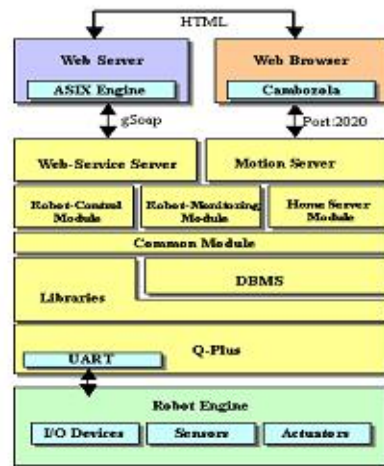 HTML
Web Server
Web Browser
ASIX Engine
Cambozola
gSoap
Port:2020
Web-Service Server
Motion Server
Robot-Control
Module
Robot-Monitoring
Module
Home Server
Module
Common Module
DBMS
Libraries
Q-Plus
UART
Robot Engine
I/O Devices
Sensors
Actuators